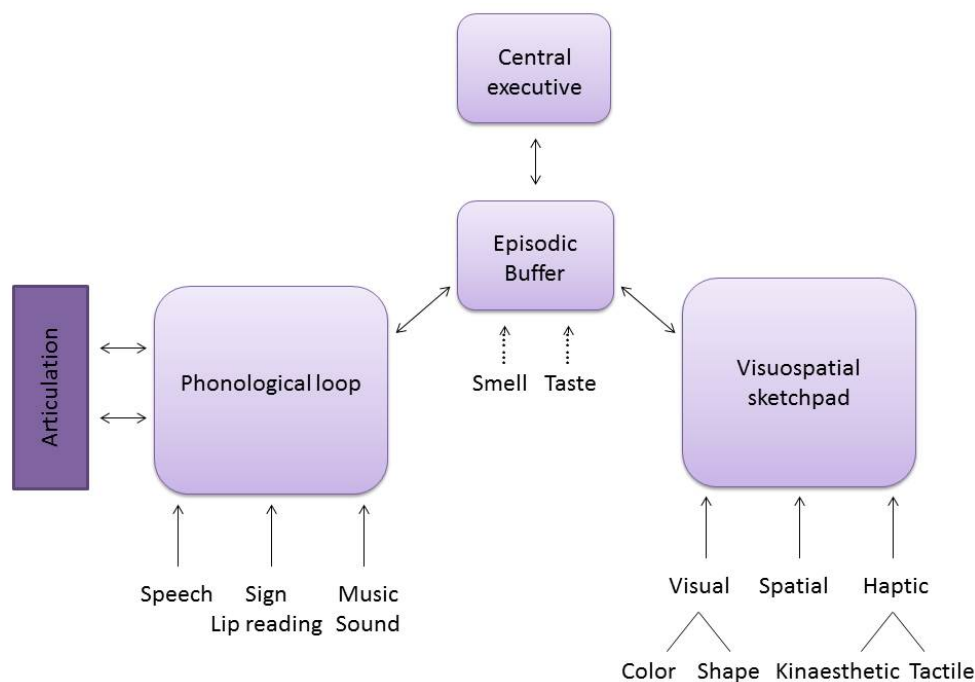 Central
executive
Episodic
Buffer
Articulation
Phonological loop
Smell Taste
Visuospatial
sketchpad
Speech Sign Music
Lip reading Sound
Visual Spatial Haptic
Color Shape Kinaesthetic Tactile